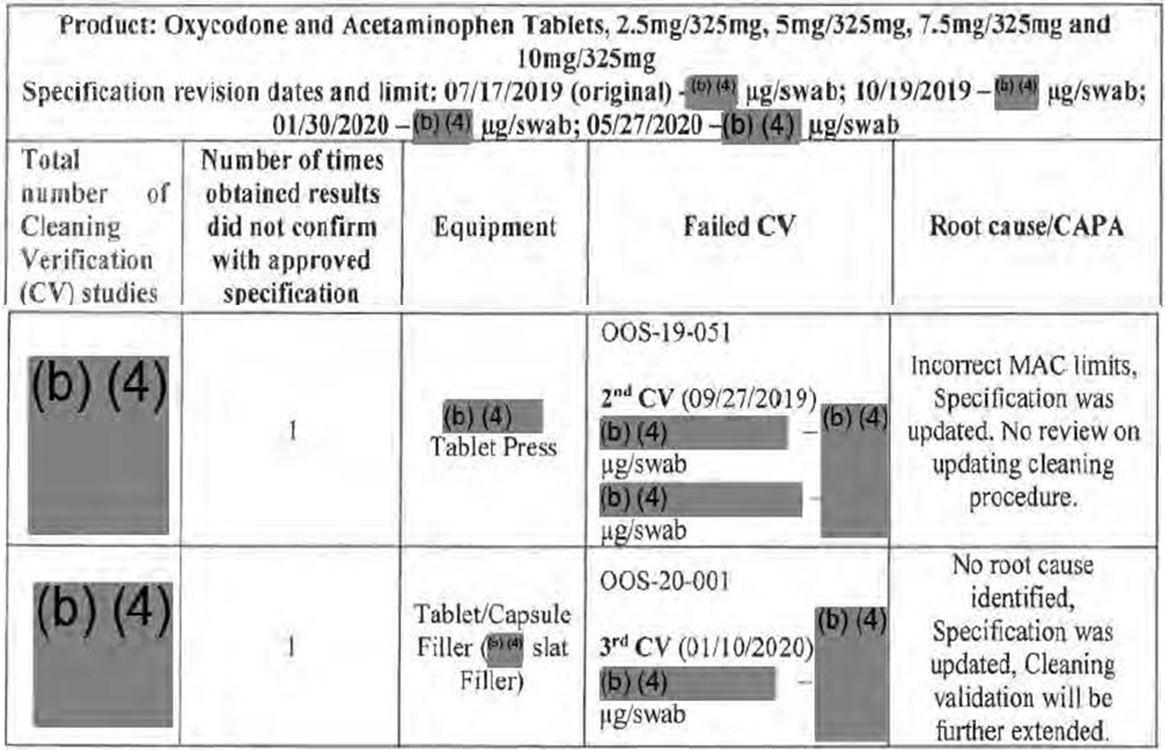 Product: Oxycodone and Acetaminophen Tablets, 2.5mg/325mg, 5mg/325mg, 7.5mg/325mg and
10mg/325mg
Specification revision dates and limit: 07/17/2019 (original) - (b) (4) µg/swab; 10/19/2019 – (b) (4) µg/swab;
01/30/2020 – (b) (4) µg/swab; 05/27/2020 – (b) (4) µg/swab
Total
number of
Cleaning
Verification
(CV) studies
Number of times
obtained results
did not confirm
with approved
specification
Equipment
Failed CV
Root cause/CAPA
(b) (4)
1
(b) (4)
Tablet Press
OOS-19-051
2nd CV (09/27/2019)
(b) (4) – (b) (4)
µg/swab
(b) (4) -
µg/swab
Incorrect MAC limits,
Specification was
updated. No review on
updating cleaning
procedure.
(b) (4)
1
Tablet/Capsule
Filler ((b) (4) slat
Filler)
OOS-20-001
3rd CV (01/10/2020)
(b) (4) – (b) (4)
µg/swab
No root cause
identified,
Specification was
updated, Cleaning
validation will be
further extended.